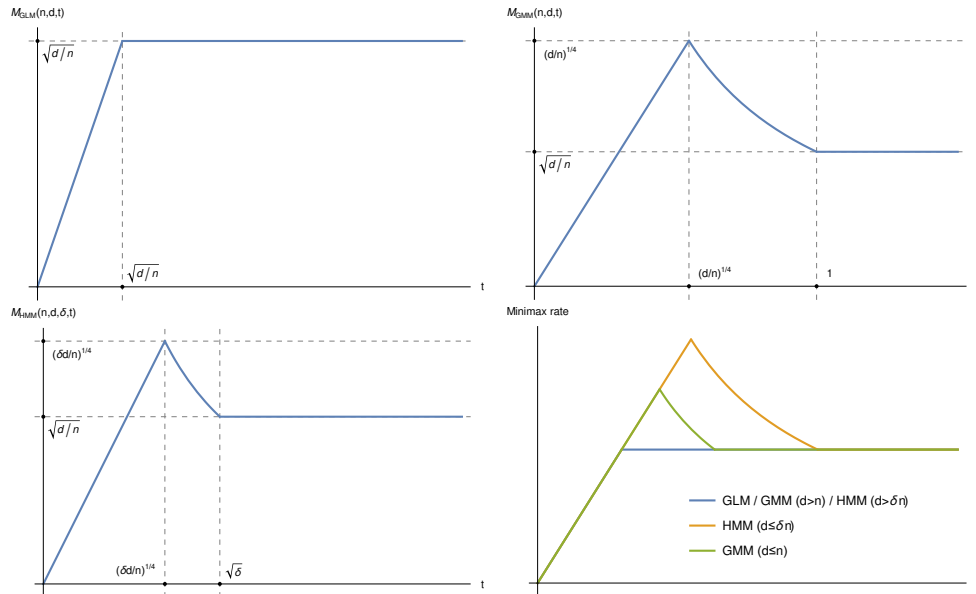 M_GLM(n,d,t)
√d/n
√d/n
t
M_GMM(n,d,t)
(d/n)^1/4
√d/n
(d/n)^1/4
1
t
M_HMM(n,d,δ,t)
(δd/n)^1/4
√d/n
(δd/n)^1/4
√δ
t
Minimax rate
GLM / GMM (d>n) / HMM (d>δn)
HMM (d≤δn)
GMM (d≤n)